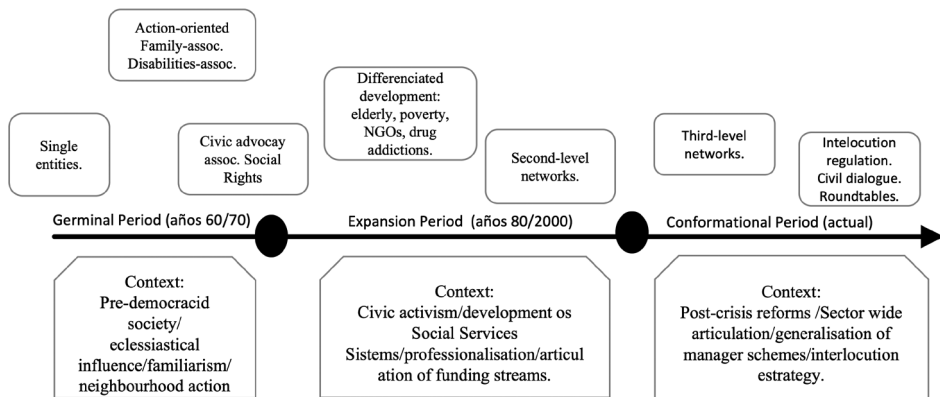 Action-oriented
Family-assoc.
Disabilities-assoc.
Single
entities.
Civic advocay
assoc. Social
Rights
Differenciated
development:
elderly, poverty,
NGOs, drug
addictions.
Second-level
networks.
Third-level
networks.
Intelocution
regulation.
Civil dialogue.
Roundtables.
Germinal Period (años 60/70)
Expansion Period (años 80/2000)
Conformational Period (actual)
Context:
Pre-democracid
society/
eclessiastical
influence/familiarism/
neighbourhood action
Context:
Civic activism/development os
Social Services
Sistems/professionalisation/articul
ation of funding streams.
Context:
Post-crisis reforms /Sector wide
articulation/generalisation of
manager schemes/interlocution
estrategy.